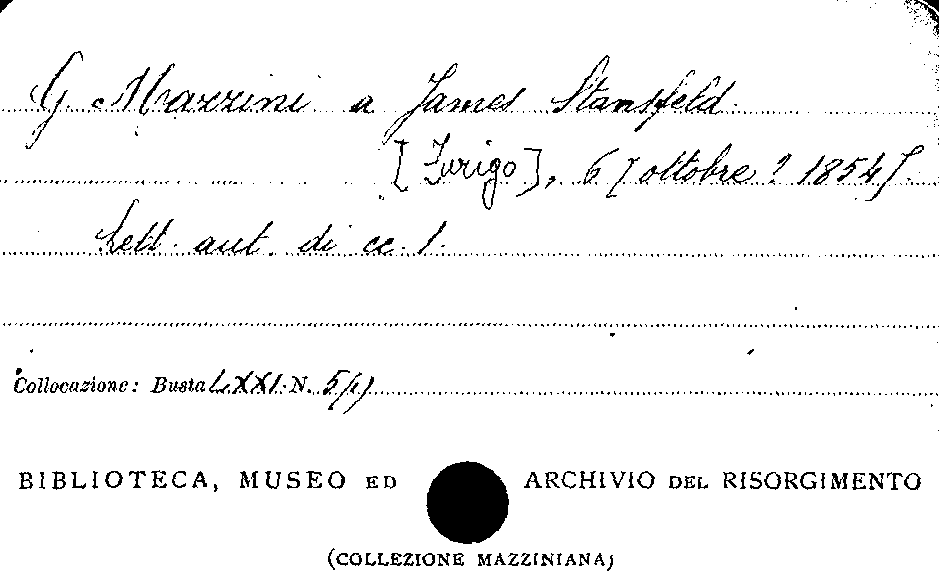 G. Mazzini a James Stansfeld
[Zurigo], 6 [ottobre? 1854].
Lett. aut. di cc. 1.
Collocazione: Busta LXXI. N. 5/(1)
BIBLIOTECA, MUSEO ED ARCHIVIO DEL RISORGIMENTO
(COLLEZIONE MAZZINIANA)